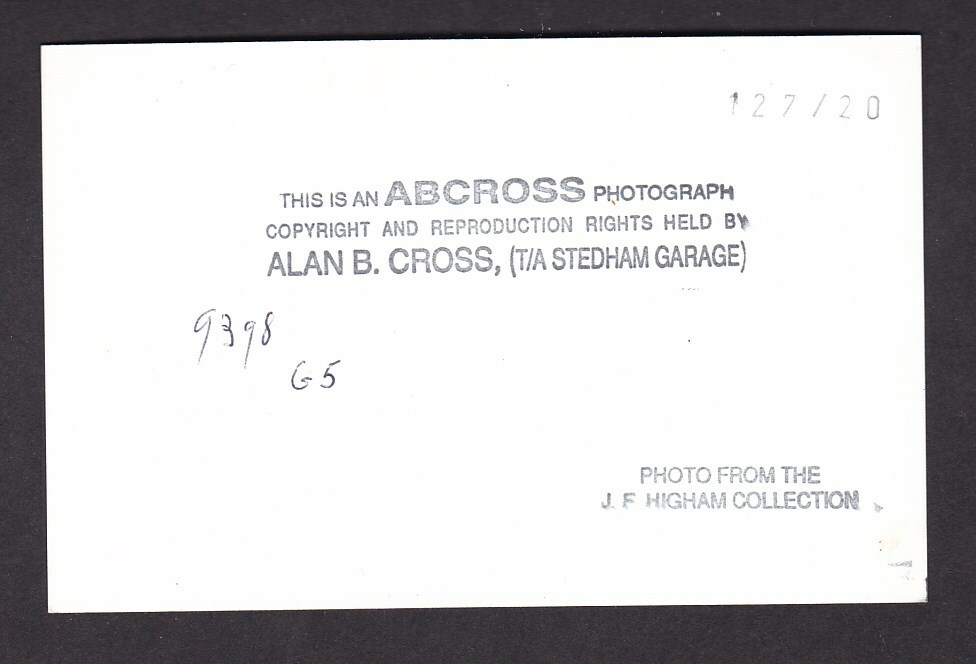 127/20
THIS IS AN ABCROSS PHOTOGRAPH
COPYRIGHT AND REPRODUCTION RIGHTS HELD BY
ALAN B. CROSS, (T/A STEDHAM GARAGE)
9398
G5
PHOTO FROM THE
J. F HIGHAM COLLECTION